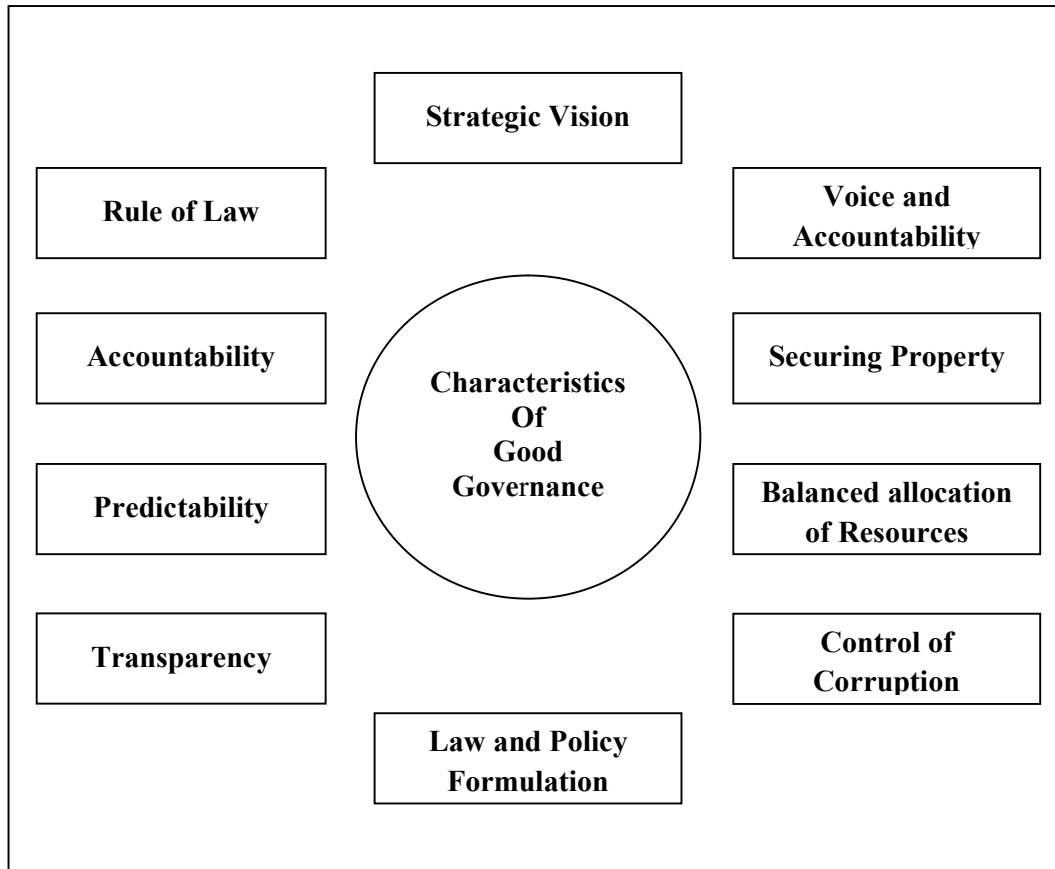 Strategic Vision
Rule of Law
Voice and
Accountability
Accountability
Securing Property
Characteristics
Of
Good
Governance
Predictability
Balanced allocation
of Resources
Transparency
Control of
Corruption
Law and Policy
Formulation